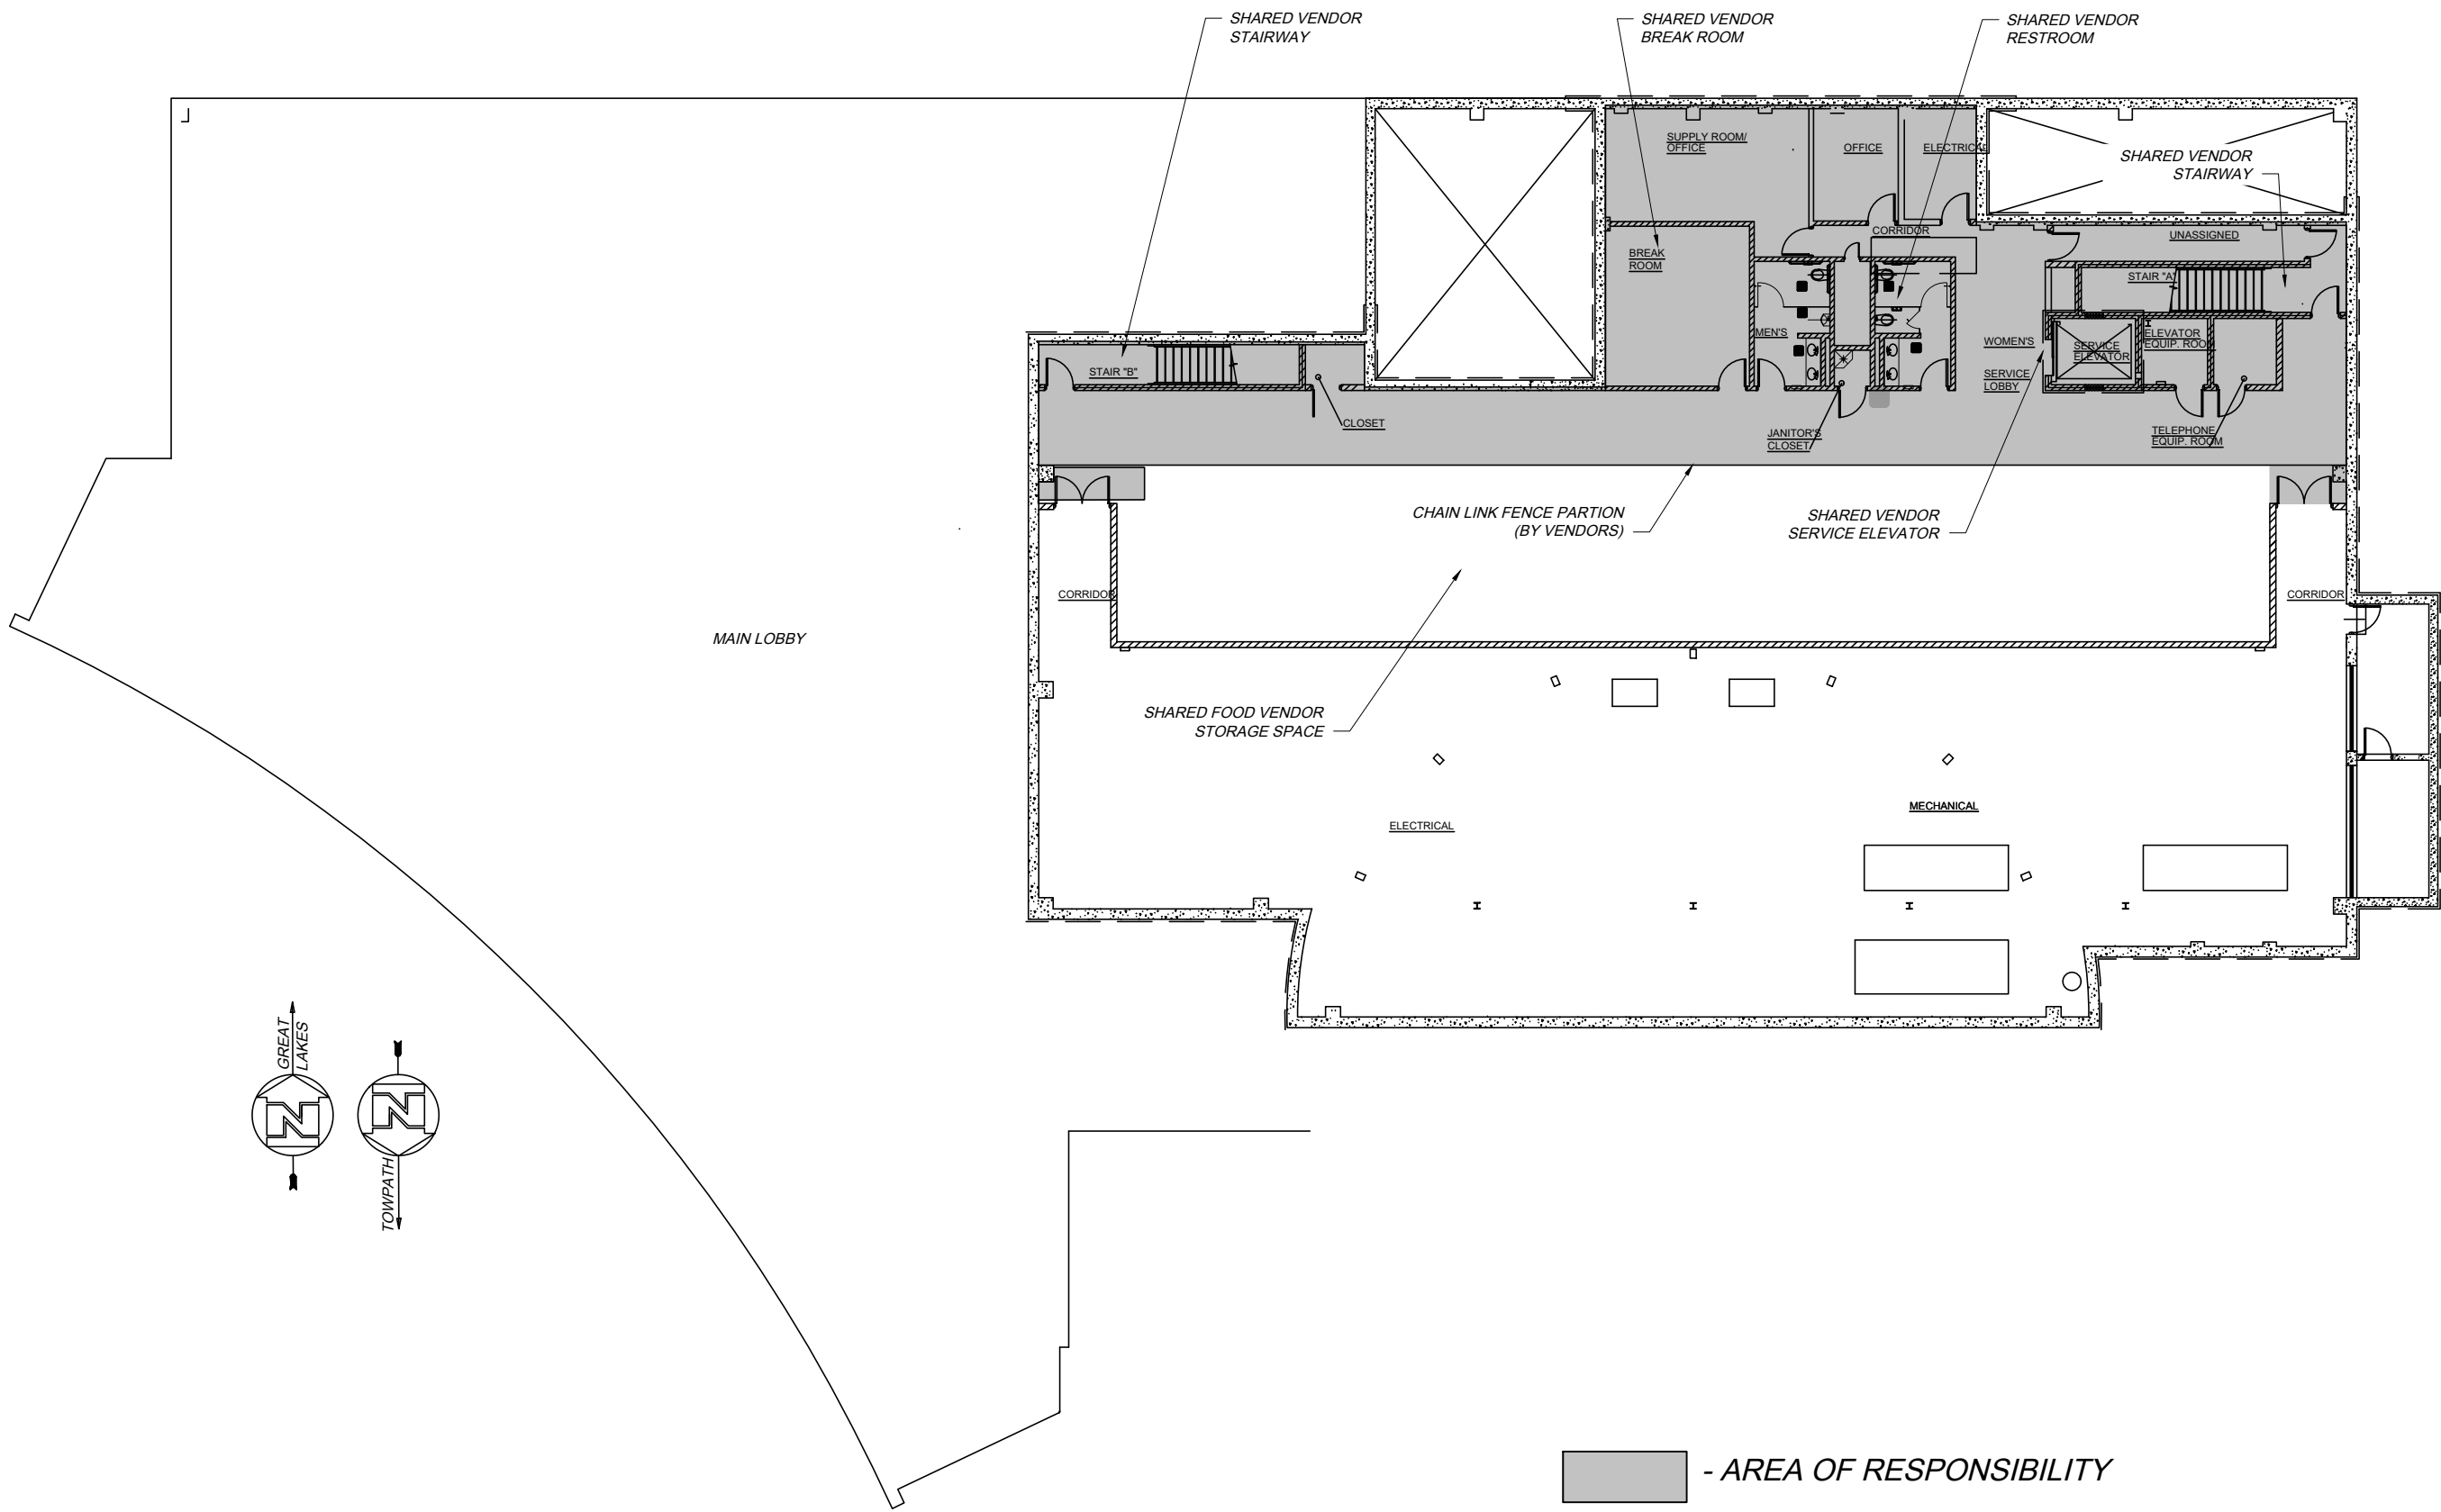 SHARED VENDOR
STAIRWAY
SHARED VENDOR
BREAK ROOM
SHARED VENDOR
RESTROOM
SUPPLY ROOM/
OFFICE
OFFICE
ELECTRICAL
SHARED VENDOR
STAIRWAY
CORRIDOR
UNASSIGNED
BREAK
ROOM
STAIR "A"
MEN'S
WOMEN'S
SERVICE
ELEVATOR
ELEVATOR
EQUIP. ROOM
STAIR "B"
SERVICE
LOBBY
CLOSET
JANITOR'S
CLOSET
TELEPHONE
EQUIP. ROOM
CHAIN LINK FENCE PARTION
(BY VENDORS)
SHARED VENDOR
SERVICE ELEVATOR
CORRIDOR
CORRIDOR
MAIN LOBBY
SHARED FOOD VENDOR
STORAGE SPACE
MECHANICAL
ELECTRICAL
GREAT
LAKES
N
N
TOWPATH
- AREA OF RESPONSIBILITY